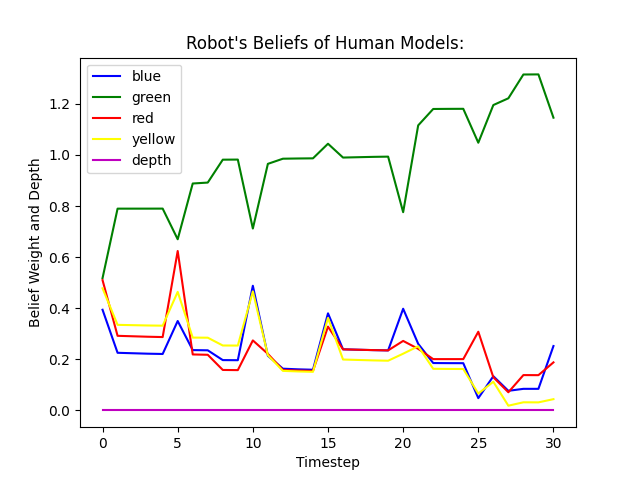 Robot's Beliefs of Human Models:
blue
green
red
yellow
depth
Belief Weight and Depth
1.2
1.0
0.8
0.6
0.4
0.2
0.0
0 5 10 15 20 25 30
Timestep